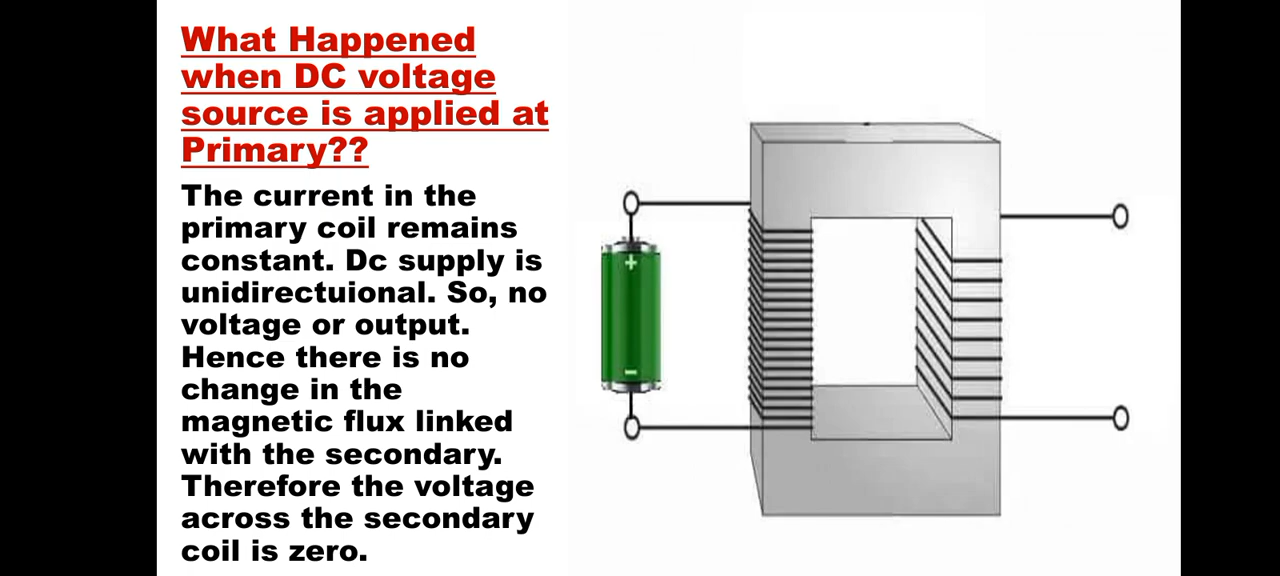 What Happened
when DC voltage
source is applied at
Primary??
The current in the
primary coil remains
constant. Dc supply is
unidirectuional. So, no
voltage or output.
Hence there is no
change in the
magnetic flux linked
with the secondary.
Therefore the voltage
across the secondary
coil is zero.
+
-